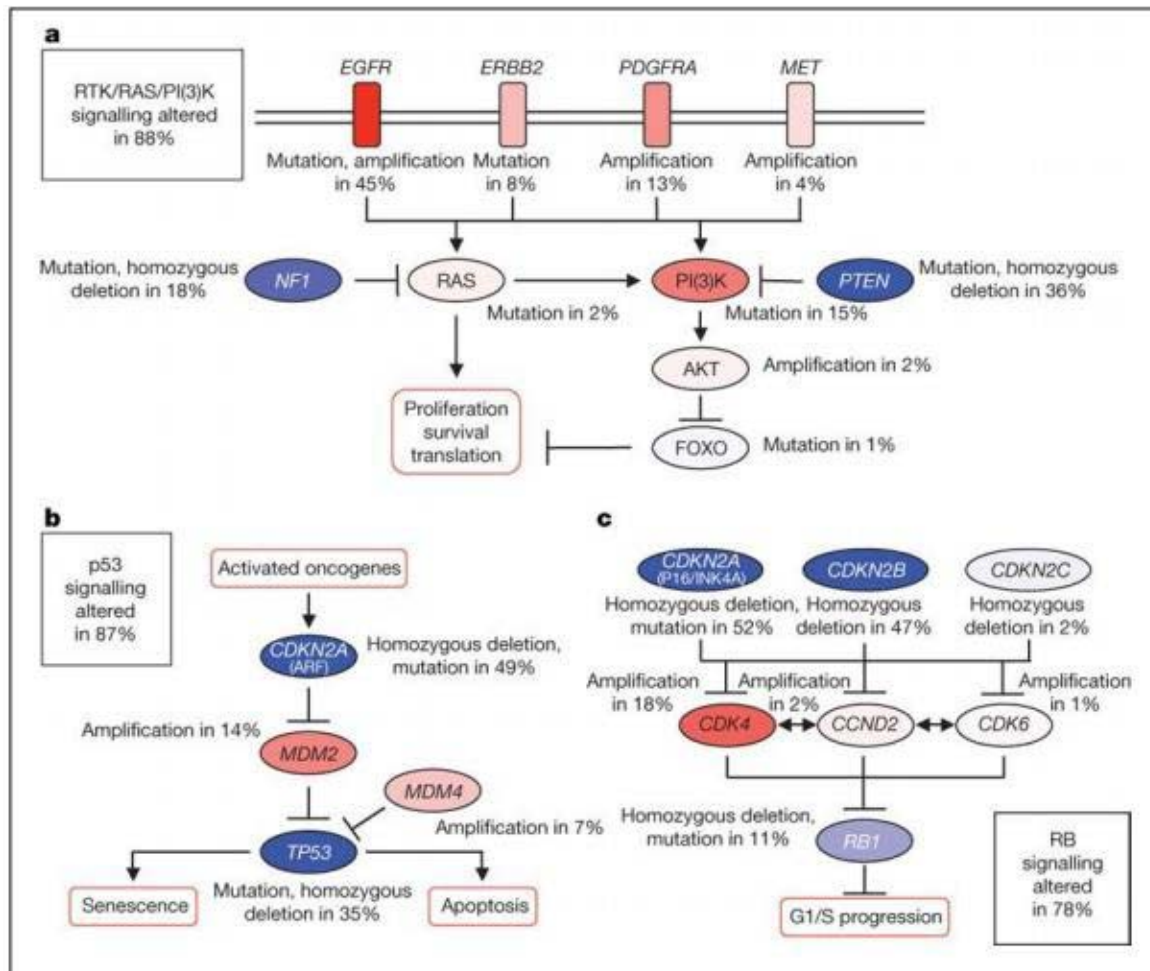 a
RTK/RAS/PI(3)K
signalling altered
in 88%
EGFR
ERBB2
PDGFRA
MET
Mutation, amplification
in 45%
Mutation
in 8%
Amplification
in 13%
Amplification
in 4%
Mutation, homozygous
deletion in 18%
NF1
RAS
PI(3)K
PTEN
Mutation, homozygous
deletion in 36%
Mutation in 2%
Mutation in 15%
AKT
Amplification in 2%
Proliferation
survival
translation
FOXO
Mutation in 1%
b
p53
signalling
altered
in 87%
Activated oncogenes
CDKN2A
(ARF)
Homozygous deletion,
mutation in 49%
Amplification in 14%
MDM2
MDM4
Amplification in 7%
TP53
Senescence
Mutation, homozygous
deletion in 35%
Apoptosis
c
CDKN2A
(P16/INK4A)
CDKN2B
CDKN2C
Homozygous deletion,
mutation in 52%
Homozygous
deletion in 47%
Homozygous
deletion in 2%
Amplification
in 18%
Amplification
in 2%
Amplification
in 1%
CDK4
CCND2
CDK6
Homozygous deletion,
mutation in 11%
RB1
G1/S progression
RB
signalling
altered
in 78%